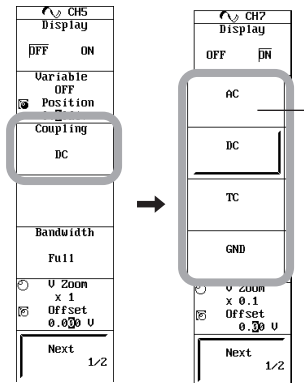 CH5
Display
OFF ON
Variable
OFF
Position
Coupling
DC
Bandwidth
Full
V Zoom
x 1
Offset
0.000 V
Next
1/2
CH7
Display
OFF ON
AC
DC
TC
GND
V Zoom
x 0.1
Offset
0.00 V
Next
1/2